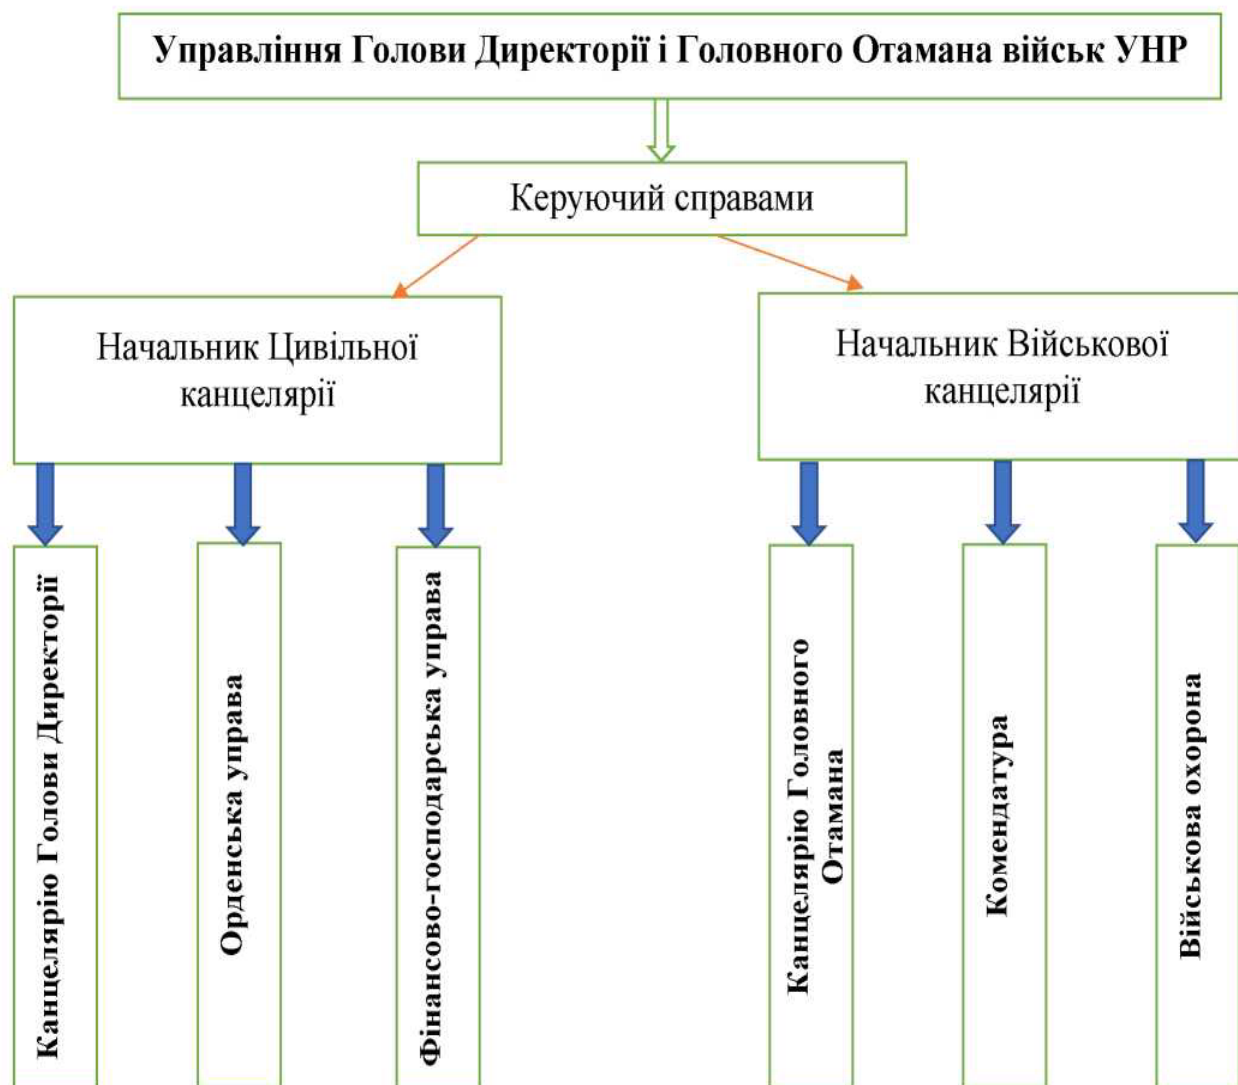 Управління Голови Директорії і Головного Отамана військ УНР
Керуючий справами
Начальник Цивільної
канцелярії
Начальник Військової
канцелярії
Канцелярію Голови Директорії
Орденська управа
Фінансово-господарська управа
Канцелярію Головного
Отамана
Комендатура
Військова охорона